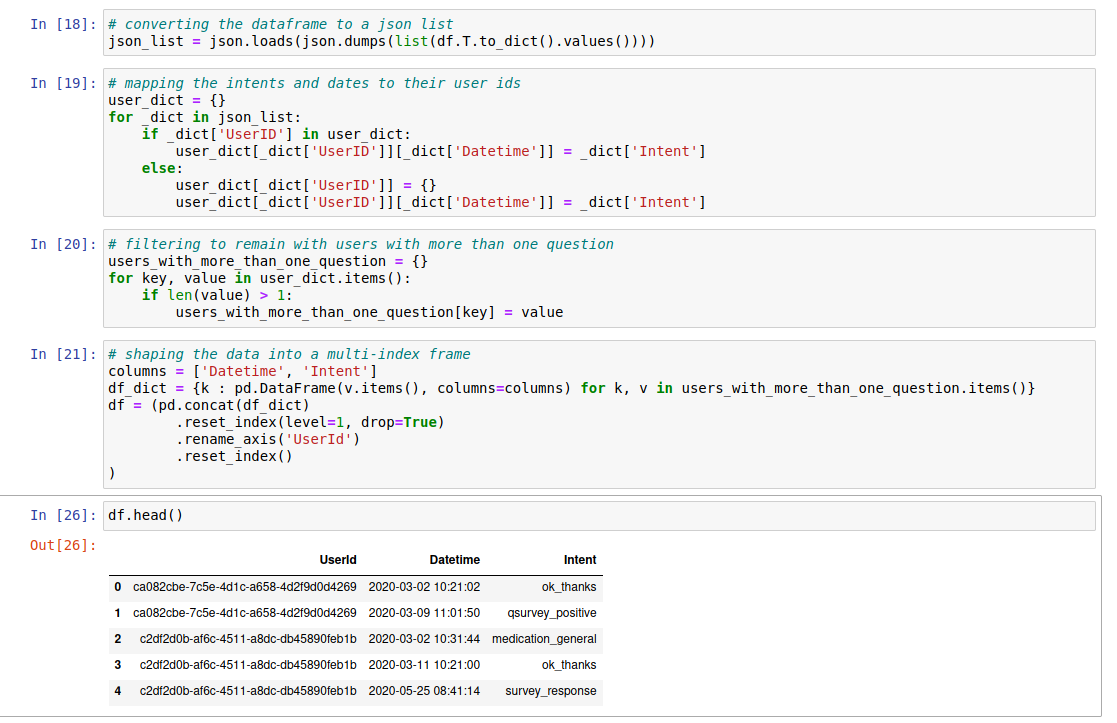 In [18]: # converting the dataframe to a json list
json_list = json.loads(json.dumps(list(df.T.to_dict().values())))
In [19]: # mapping the intents and dates to their user ids
user_dict = {}
for _dict in json_list:
    if _dict['UserID'] in user_dict:
        user_dict[_dict['UserID']][_dict['Datetime']] = _dict['Intent']
    else:
        user_dict[_dict['UserID']] = {}
        user_dict[_dict['UserID']][_dict['Datetime']] = _dict['Intent']
In [20]: # filtering to remain with users with more than one question
users_with_more_than_one_question = {}
for key, value in user_dict.items():
    if len(value) > 1:
        users_with_more_than_one_question[key] = value
In [21]: # shaping the data into a multi-index frame
columns = ['Datetime', 'Intent']
df_dict = {k : pd.DataFrame(v.items(), columns=columns) for k, v in users_with_more_than_one_question.items()}
df = (pd.concat(df_dict)
        .reset_index(level=1, drop=True)
        .rename_axis('UserId')
        .reset_index()
)
In [26]: df.head()
Out[26]:
UserId Datetime Intent
0 ca082cbe-7c5e-4d1c-a658-4d2f9d0d4269 2020-03-02 10:21:02 ok_thanks
1 ca082cbe-7c5e-4d1c-a658-4d2f9d0d4269 2020-03-09 11:01:50 qsurvey_positive
2 c2df2d0b-af6c-4511-a8dc-db45890feb1b 2020-03-02 10:31:44 medication_general
3 c2df2d0b-af6c-4511-a8dc-db45890feb1b 2020-03-11 10:21:00 ok_thanks
4 c2df2d0b-af6c-4511-a8dc-db45890feb1b 2020-05-25 08:41:14 survey_response